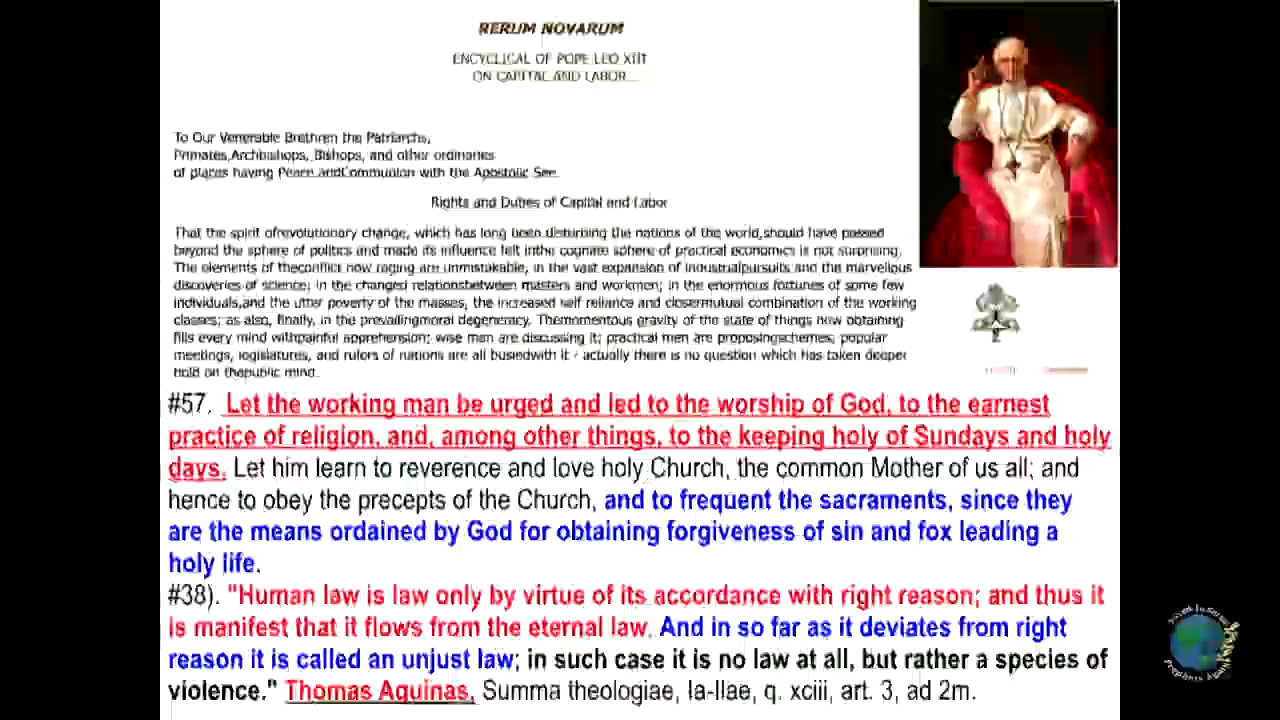 RERUM NOVARUM
ENCYCLICAL OF POPE LEO XIII
ON CAPITAL AND LABOR
To Our Venerable Brethren the Patriarchs,
Primates,Archbishops, Bishops, and other ordinaries
of places having Peace andCommunion with the Apostolic See.
Rights and Duties of Capital and Labor
That the spirit ofrevolutionary change, which has long been disturbing the nations of the world,should have passed
beyond the sphere of politics and made its influence felt inthe cognate sphere of practical economics is not surprising.
The elements of theconflict now raging are unmistakable, in the vast expansion of industrialpursuits and the marvellous
discoveries of science; in the changed relationsbetween masters and workmen; in the enormous fortunes of some few
individuals,and the utter poverty of the masses; the increased self reliance and closermutual combination of the working
classes; as also, finally, in the prevailingmoral degeneracy. Themomentous gravity of the state of things now obtaining
fills every mind withpainful apprehension; wise men are discussing it; practical men are proposingschemes; popular
meetings, legislatures, and rulers of nations are all busiedwith it - actually there is no question which has taken deeper
hold on thepublic mind.
#57. Let the working man be urged and led to the worship of God, to the earnest
practice of religion, and, among other things, to the keeping holy of Sundays and holy
days. Let him learn to reverence and love holy Church, the common Mother of us all; and
hence to obey the precepts of the Church, and to frequent the sacraments, since they
are the means ordained by God for obtaining forgiveness of sin and fox leading a
holy life.
#38). "Human law is law only by virtue of its accordance with right reason; and thus it
is manifest that it flows from the eternal law. And in so far as it deviates from right
reason it is called an unjust law; in such case it is no law at all, but rather a species of
violence." Thomas Aquinas, Summa theologiae, Ia-IIae, q. xciii, art. 3, ad 2m.